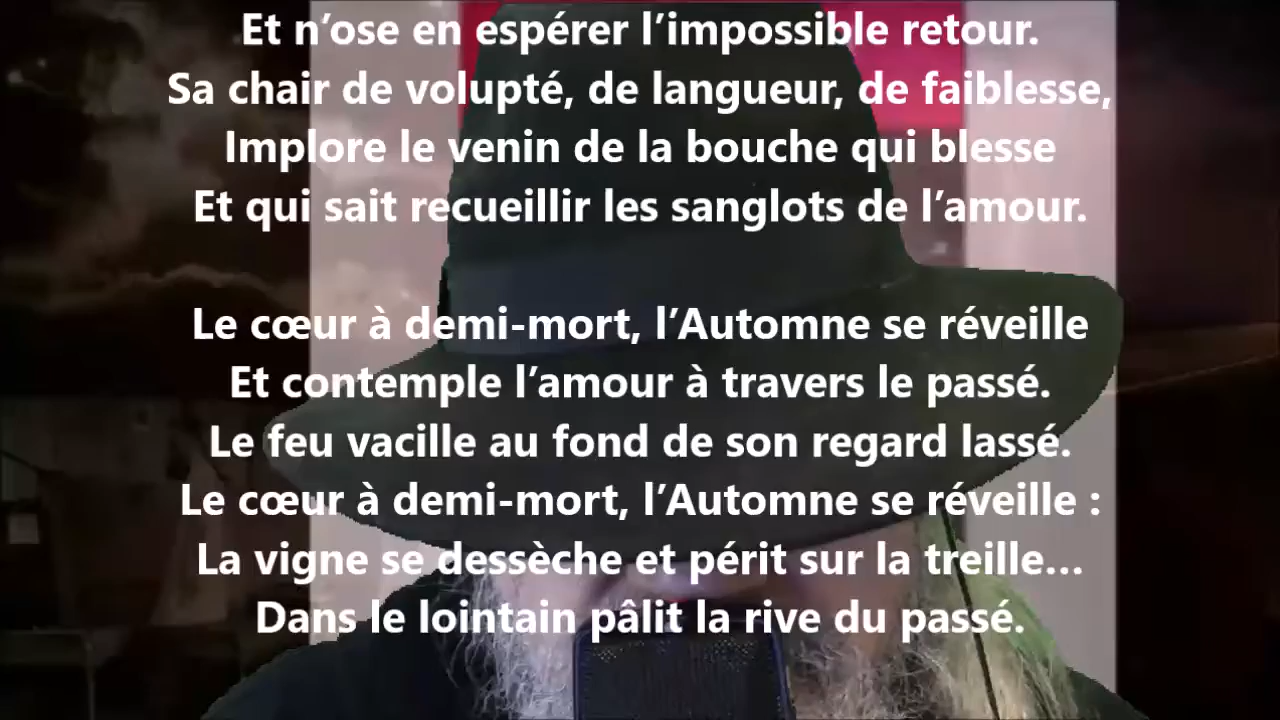 Et n’ose en espérer l’impossible retour.
Sa chair de volupté, de langueur, de faiblesse,
Implore le venin de la bouche qui blesse
Et qui sait recueillir les sanglots de l’amour.
Le cœur à demi-mort, l’Automne se réveille
Et contemple l’amour à travers le passé.
Le feu vacille au fond de son regard lassé.
Le cœur à demi-mort, l’Automne se réveille :
La vigne se dessèche et périt sur la treille…
Dans le lointain pâlit la rive du passé.